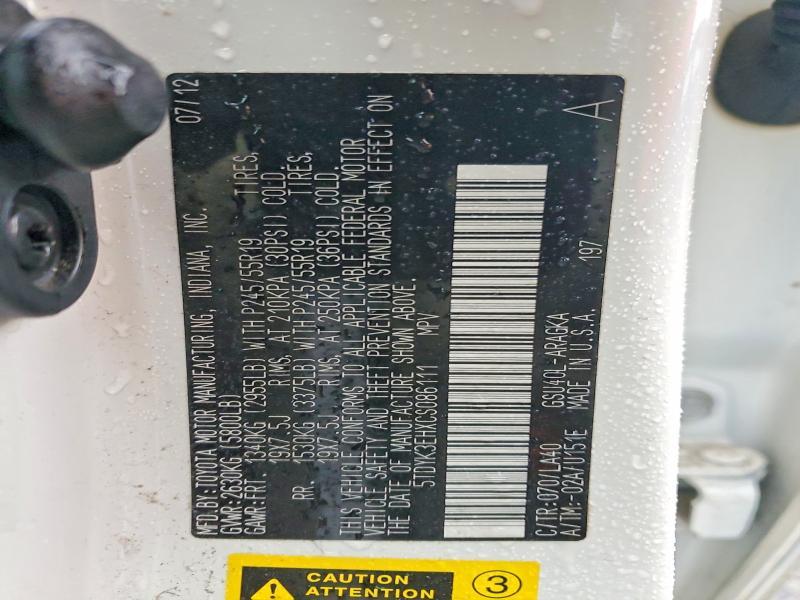 MFD.BY:TOYOTA MOTOR MANUFACTURING, INDIANA, INC. 07/12
GVWR:2630KG (5800LB)
GAWR:FRT. 1340KG (2955LB) WITH P245/55R19 TIRES,
19X7.5J RIMS, AT 210KPA (30PSI) COLD.
RR. 1530KG (3375LB) WITH P245/55R19 TIRES,
19X7.5J RIMS, AT 250KPA (36PSI) COLD.
THIS VEHICLE CONFORMS TO ALL APPLICABLE FEDERAL MOTOR
VEHICLE SAFETY AND THEFT PREVENTION STANDARDS IN EFFECT ON
THE DATE OF MANUFACTURE SHOWN ABOVE.
5TDYK3EHXCS086111 MPV
C/TR:070/LA40 GSU40L-ARAGKA
A/TM:-02A/U151E MADE IN U.S.A. 197 A
CAUTION
ATTENTION
3